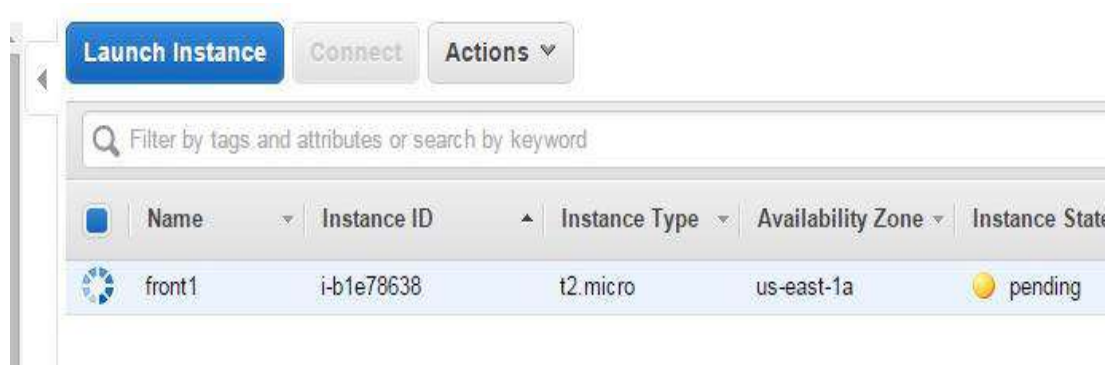 Launch Instance Connect Actions
Filter by tags and attributes or search by keyword
Name Instance ID Instance Type Availability Zone Instance State
front1 i-b1e78638 t2.micro us-east-1a pending